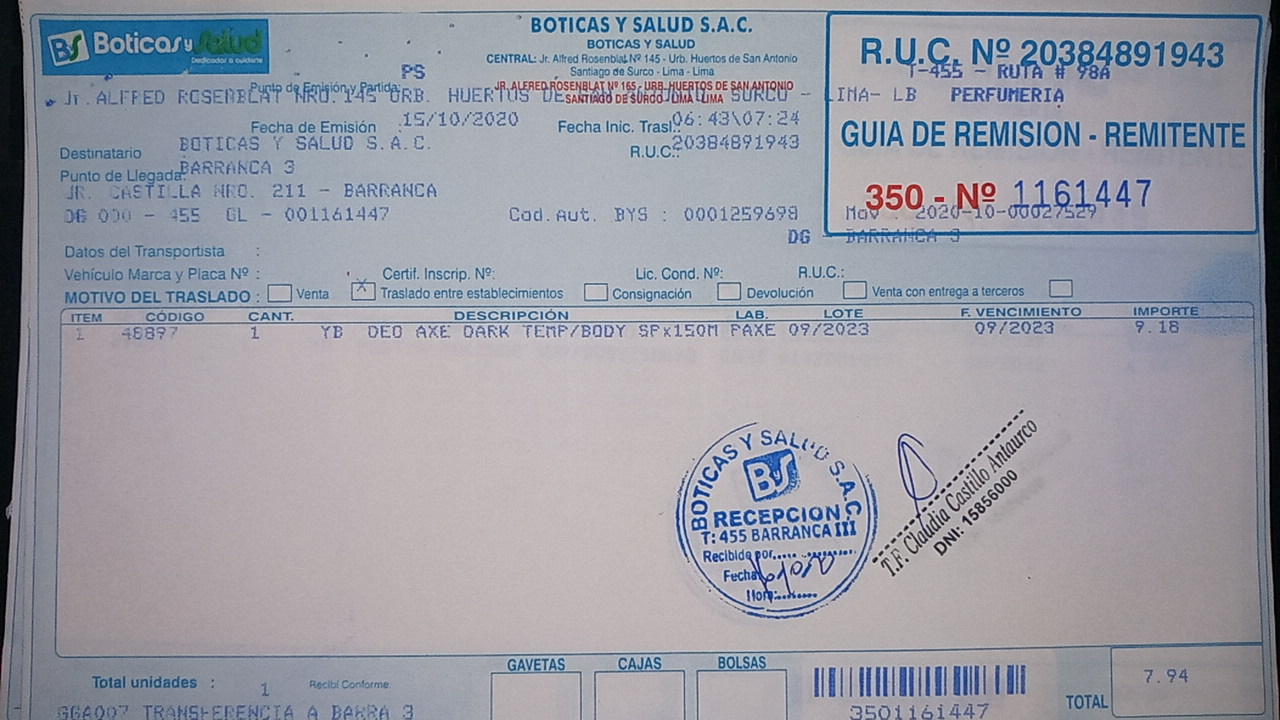 BS Boticas y Salud
Dedicados a cuidarte
BOTICAS Y SALUD S.A.C.
BOTICAS Y SALUD
CENTRAL: Jr. Alfred Rosenblat Nº 145 - Urb. Huertos de San Antonio
Santiago de Surco - Lima - Lima
JR. ALFRED ROSENBLAT Nº 165 - URB. HUERTOS DE SAN ANTONIO
SANTIAGO DE SURCO - LIMA - LIMA
R.U.C. Nº 20384891943
T-455 - RUTA # 98A
PERFUMERIA
GUIA DE REMISION - REMITENTE
350 - Nº 1161447
PS
Punto de Emisión y Partida:
Jr. ALFRED ROSENBLAT NRO. 145 URB. HUERTOS DE SAN ANTONIO SURCO - LIMA- LB
Fecha de Emisión 15/10/2020 Fecha Inic. Trasl.: 06:43\07:24
Destinatario BOTICAS Y SALUD S.A.C. R.U.C.: 20384891943
Punto de Llegada: BARRANCA 3
JR. CASTILLA NRO. 211 - BARRANCA
DG 000 - 455 GL - 001161447 Cod.Aut. BYS : 0001259698 Mov : 2020-10-00027529
DG - BARRANCA 3
Datos del Transportista :
Vehículo Marca y Placa Nº : Certif. Inscrip. Nº: Lic. Cond. Nº: R.U.C.:
MOTIVO DEL TRASLADO : Venta X Traslado entre establecimientos Consignación Devolución Venta con entrega a terceros
ITEM CÓDIGO CANT. DESCRIPCIÓN LAB. LOTE F. VENCIMIENTO IMPORTE
1 48897 1 YB DEO AXE DARK TEMP/BODY SPx150M PAXE 09/2023 09/2023 9.18
BOTICAS Y SALUD S.A.C.
BS
RECEPCION
T: 455 BARRANCA III
Recibido por:
Fecha
Hora:
T.F. Claudia Castillo Antaurco
DNI: 15856000
GAVETAS CAJAS BOLSAS
Total unidades : 1 Recibí Conforme:
TOTAL 7.94
GGA007 TRANSFERENCIA A BARRA 3
3501161447